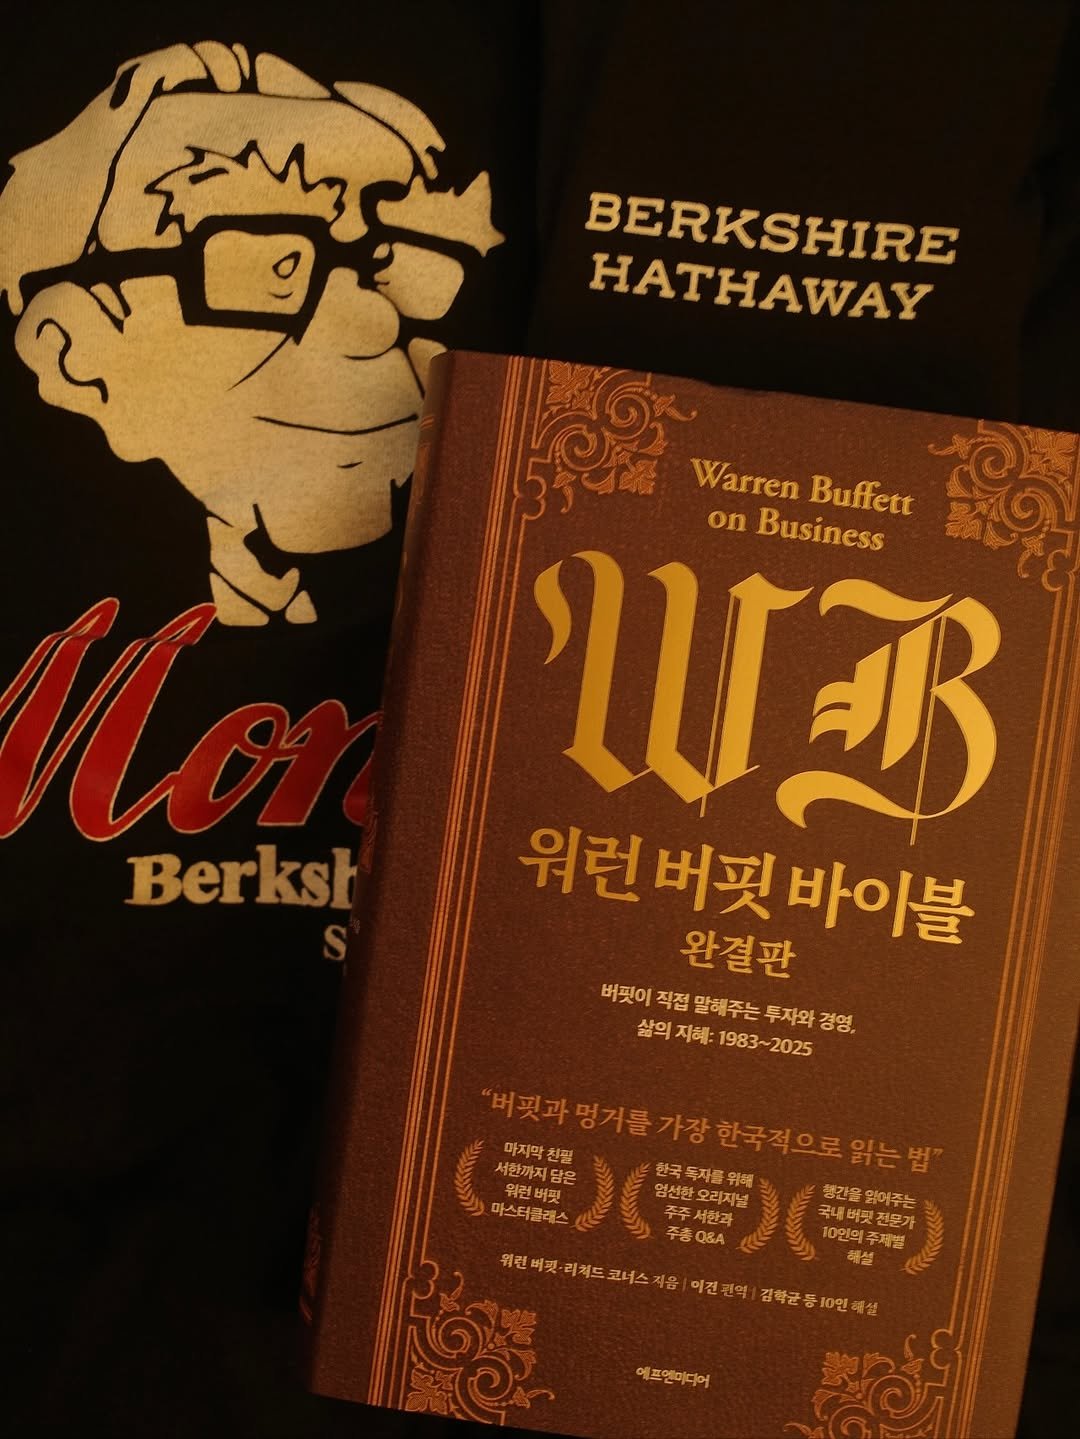 BERKSHIRE
HATHAWAY
Mon
Berksh
S
Warren Buffett
on Business
WB
워런 버핏 바이블
완결판
버핏이 직접 말해주는 투자와 경영,
삶의 지혜: 1983~2025
“버핏과 멍거를 가장 한국적으로 읽는 법”
마지막 친필
서한까지 담은
워런 버핏
마스터클래스
한국 독자를 위해
엄선한 오리지널
주주 서한과
주총 Q&A
행간을 읽어주는
국내 버핏 전문가
10인의 주제별
해설
워런 버핏·리처드 코너스 지음 | 이건 편역 | 김학균 등 10인 해설
에프엔미디어